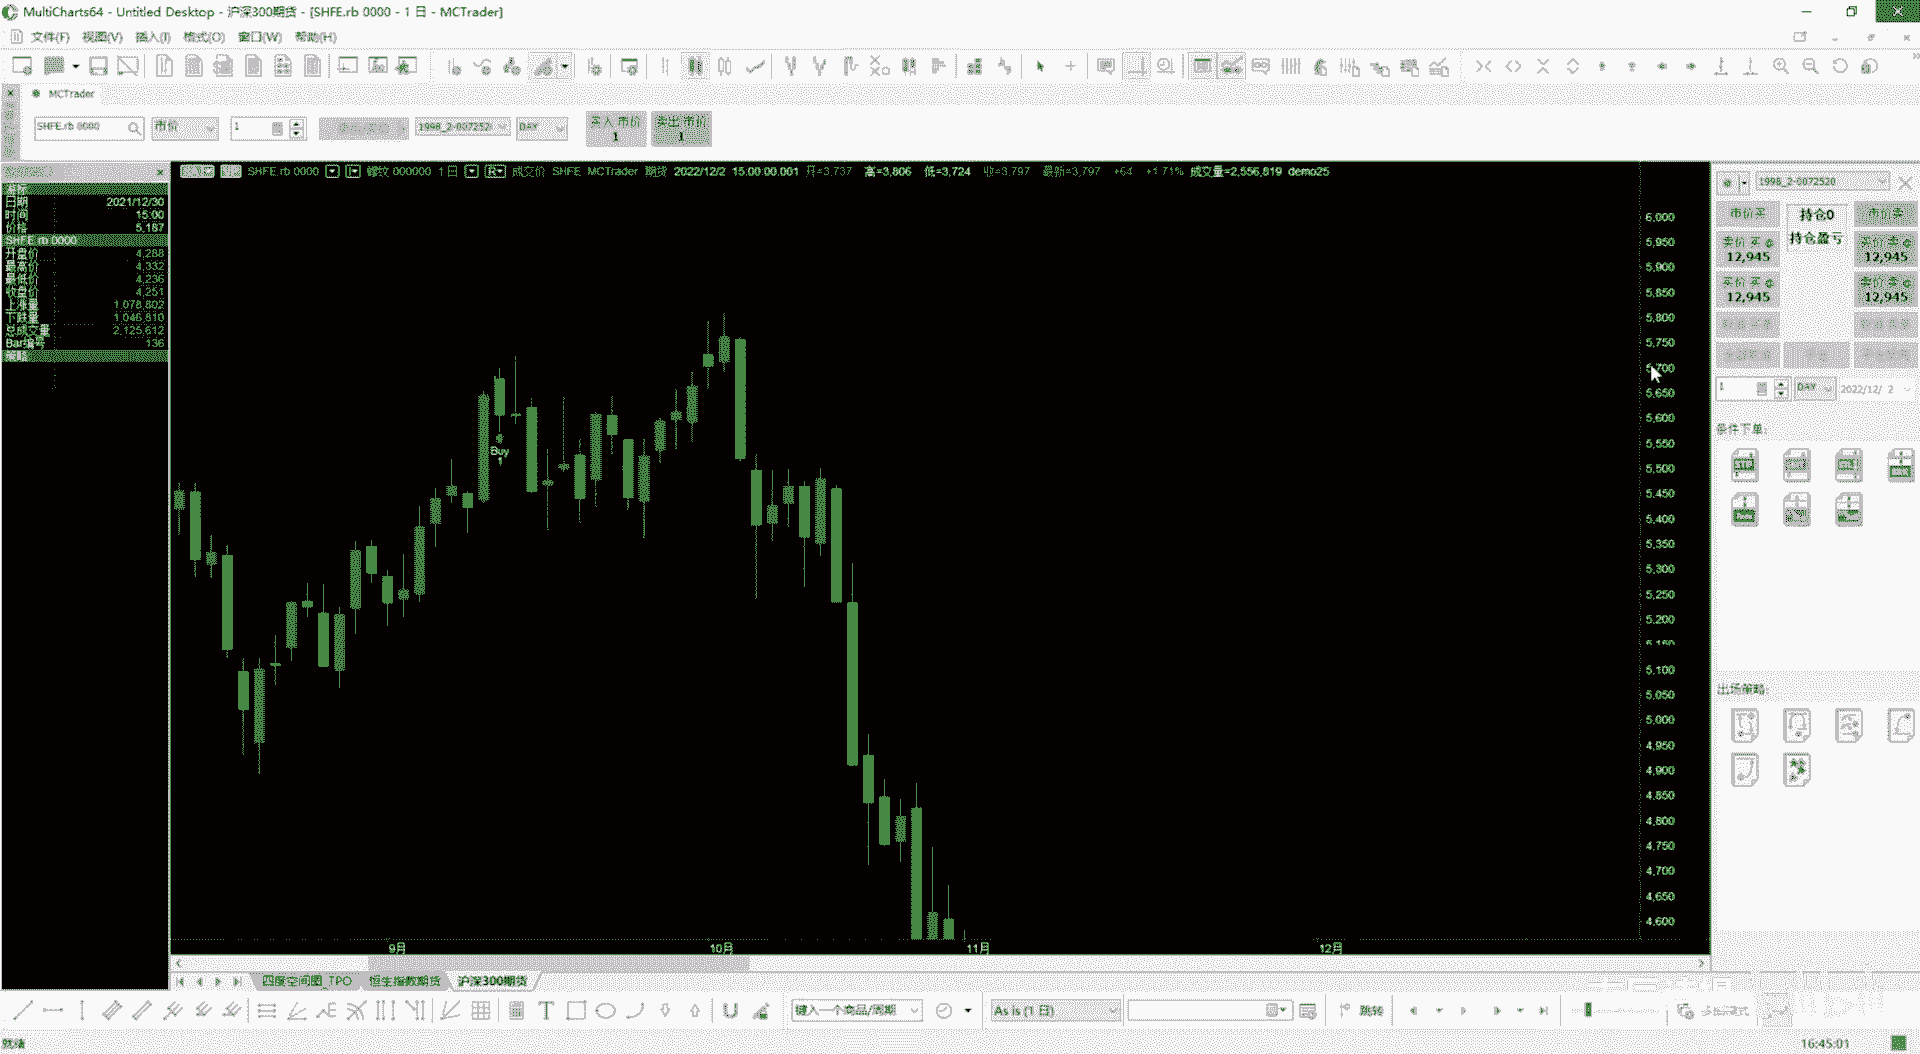 MultiCharts64 - Untitled Desktop - 沪深300期货 - [SHFE.rb 0000 - 1 日 - MCTrader]
文件(F) 视图(V) 插入(I) 格式(O) 窗口(W) 帮助(H)
MCTrader
SHFE.rb 0000 市价 1 1998_2-007252 DAY 买入 市价 1 卖出 市价 1
SHFE.rb 0000 螺纹 000000 1 日 成交价 SHFE MCTrader 期货 2022/12/2 15:00:00.001 开=3,737 高=3,806 低=3,724 收=3,797 最新=3,797 +64 +1.71% 成交量=2,556,819 demo25
日期 2021/12/30
时间 15:00
价格 5,187
SHFE.rb 0000
开盘价 4,288
最高价 4,332
最低价 4,236
收盘价 4,251
上涨量 1,078,802
下跌量 1,046,810
总成交量 2,125,612
Bar编号 136
策略
Buy
1
6,000
5,950
5,900
5,850
5,800
5,750
5,700
5,650
5,600
5,550
5,500
5,450
5,400
5,350
5,300
5,250
5,200
5,150
5,100
5,050
5,000
4,950
4,900
4,850
4,800
4,750
4,700
4,650
4,600
9月 10月 11月 12月
1998_2-0072520
市价买 持仓0 市价卖
卖价 买 @ 持仓盈亏 买价 卖 @
12,945 12,945
买价 买 @ 卖价 卖 @
12,945 12,945
1 DAY 2022/12/ 2
条件下单:
出场策略:
四度空间图_TPO 恒生指数期货 沪深300期货
键入一个商品/周期 As is (1 日) 跳转
就绪 16:45:01